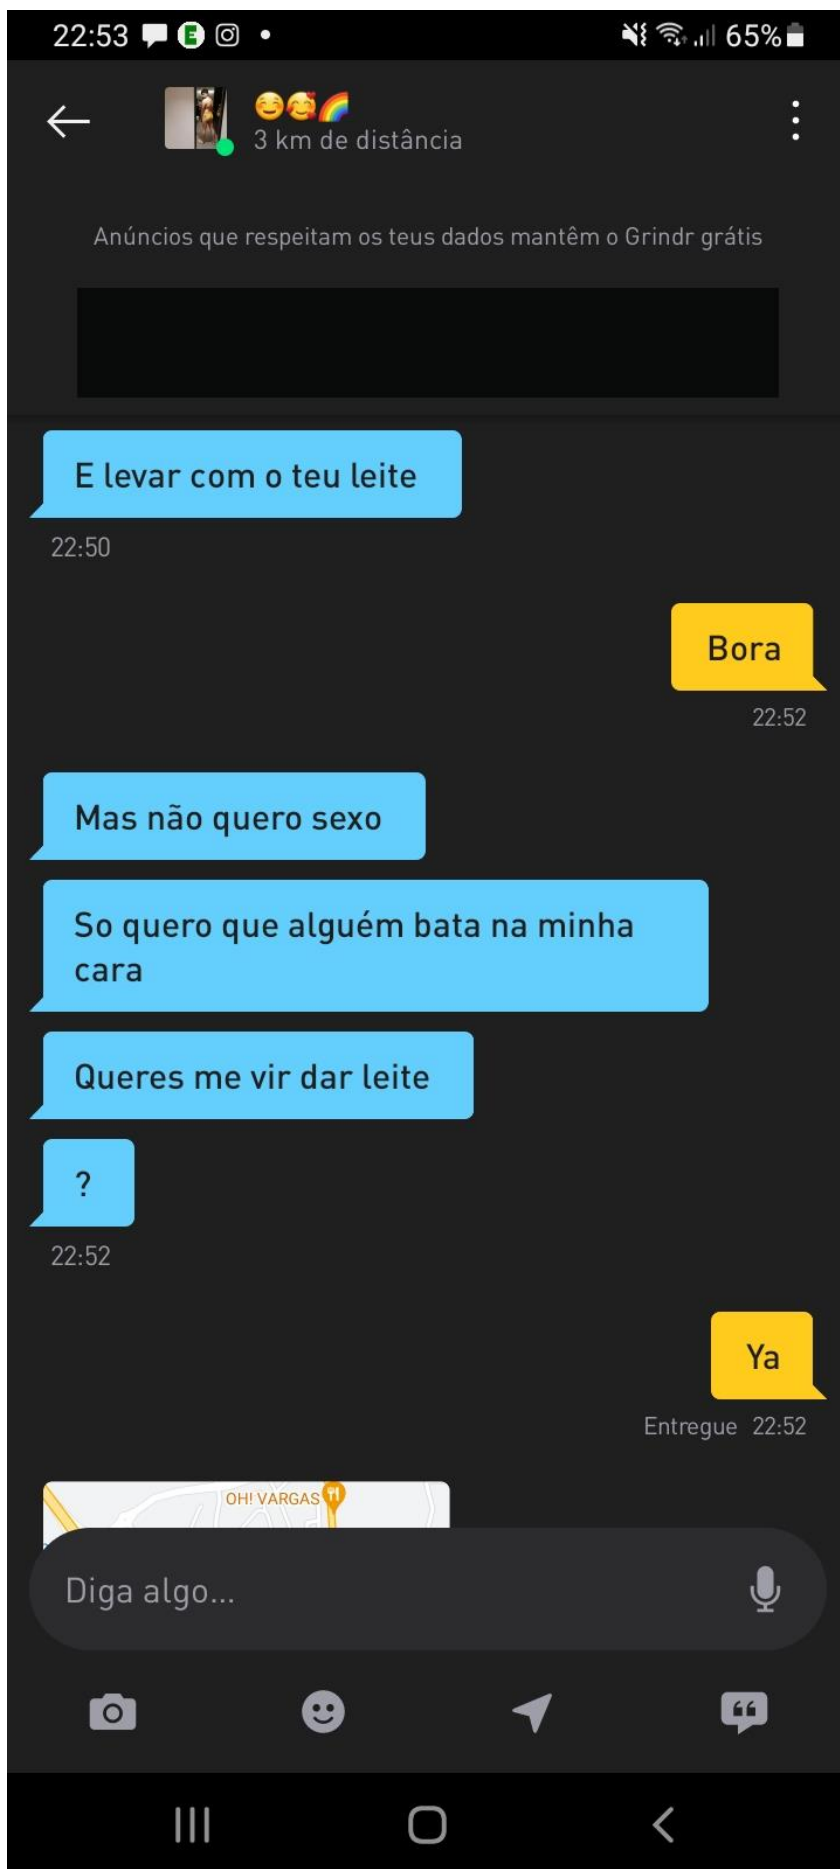 22:53
65%
☺️🥰🌈
3 km de distância
Anúncios que respeitam os teus dados mantêm o Grindr grátis
E levar com o teu leite
22:50
Bora
22:52
Mas não quero sexo
So quero que alguém bata na minha
cara
Queres me vir dar leite
?
22:52
Ya
Entregue 22:52
OH! VARGAS
Diga algo...